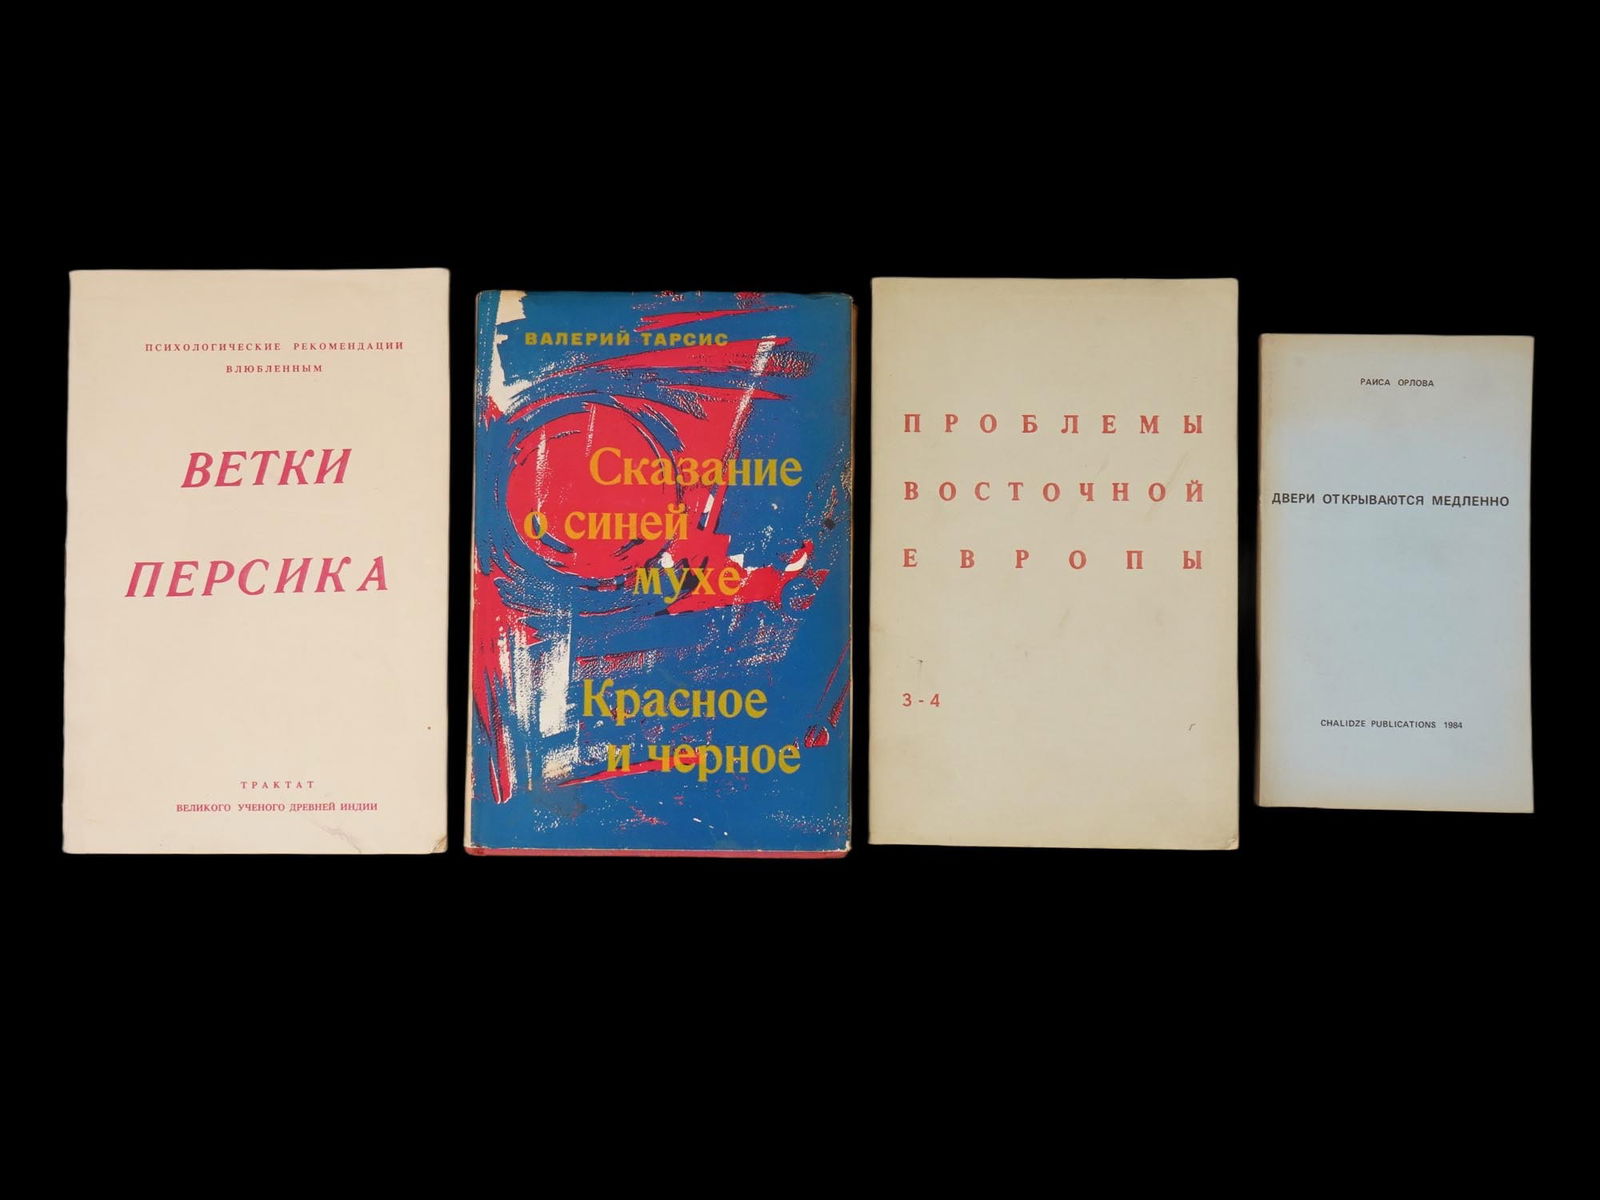 ПСИХОЛОГИЧЕСКИЕ РЕКОМЕНДАЦИИ
ВЛЮБЛЕННЫМ
ВЕТКИ
ПЕРСИКА
ТРАКТАТ
ВЕЛИКОГО УЧЕНОГО ДРЕВНЕЙ ИНДИИ
ВАЛЕРИЙ ТАРСИС
Сказание
о синей
мухе
Красное
и черное
ПРОБЛЕМЫ
ВОСТОЧНОЙ
ЕВРОПЫ
3-4
РАИСА ОРЛОВА
ДВЕРИ ОТКРЫВАЮТСЯ МЕДЛЕННО
CHALIDZE PUBLICATIONS 1984